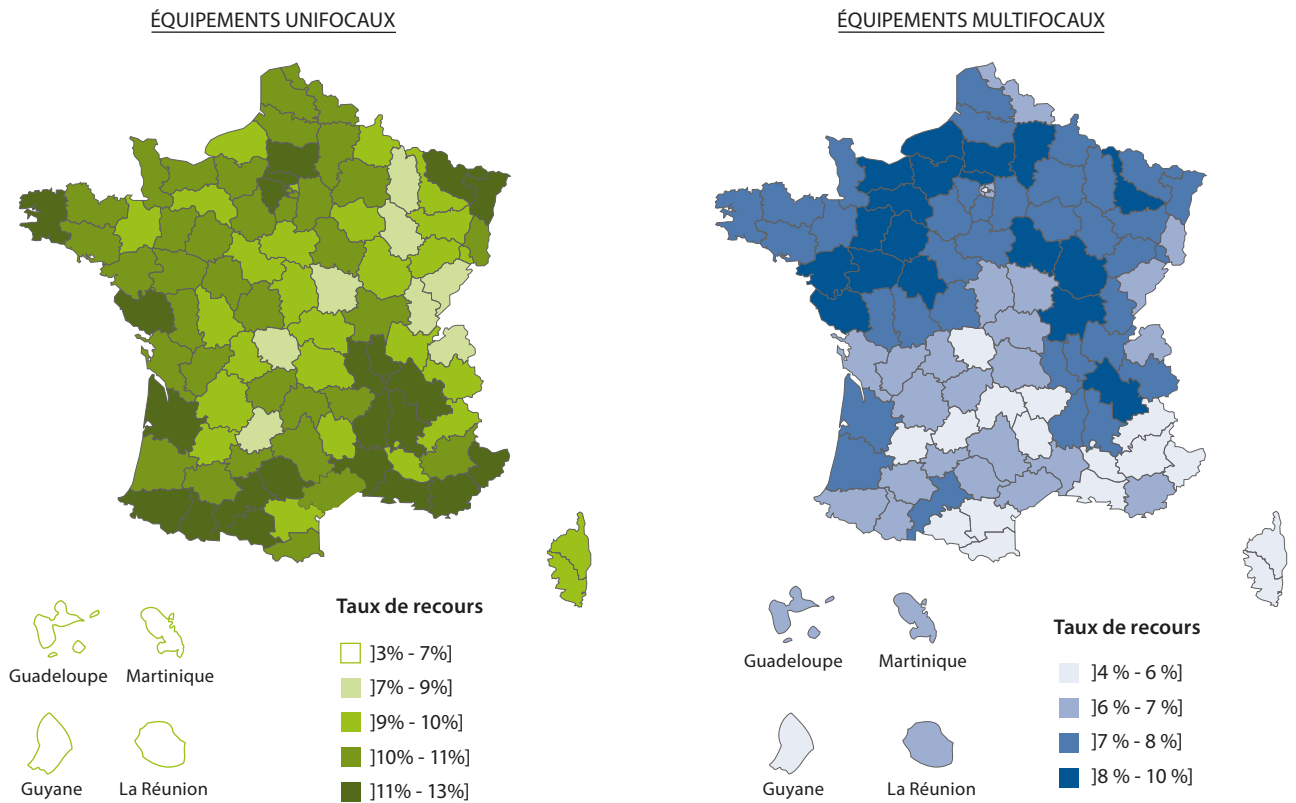 ÉQUIPEMENTS UNIFOCAUX
Guadeloupe
Martinique
Guyane
La Réunion
Taux de recours
]3% - 7%]
]7% - 9%]
]9% - 10%]
]10% - 11%]
]11% - 13%]
ÉQUIPEMENTS MULTIFOCAUX
Guadeloupe
Martinique
Guyane
La Réunion
Taux de recours
]4 % - 6 %]
]6 % - 7 %]
]7 % - 8 %]
]8 % - 10 %]